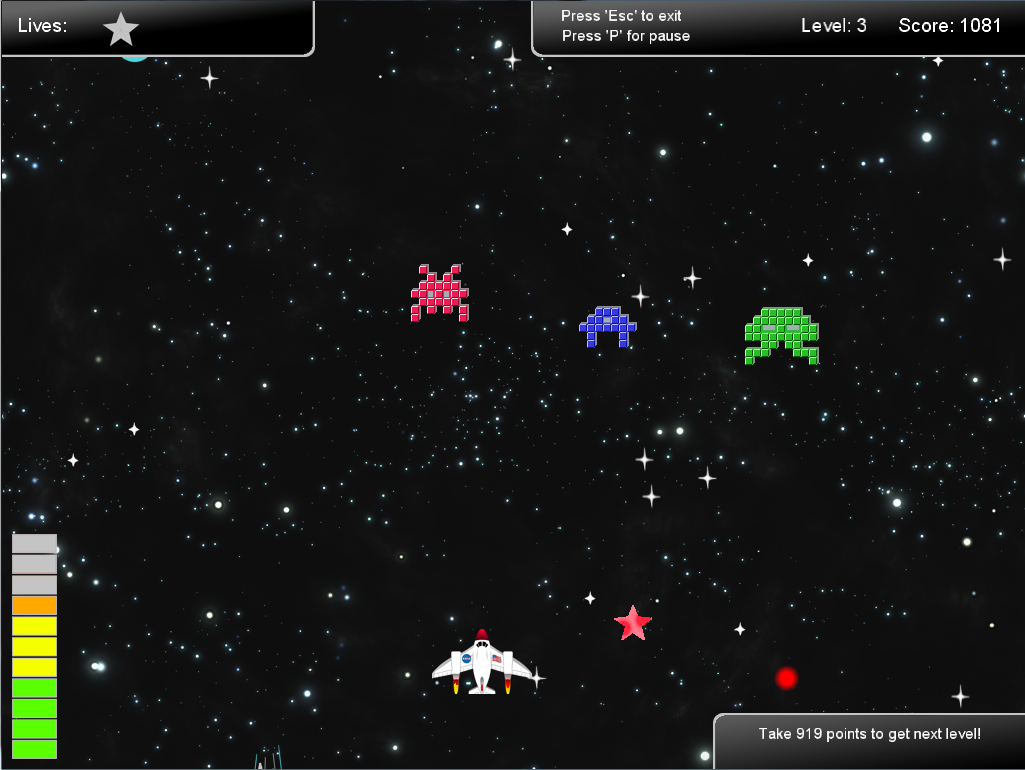 Lives:
Press 'Esc' to exit
Press 'P' for pause
Level: 3
Score: 1081
Take 919 points to get next level!